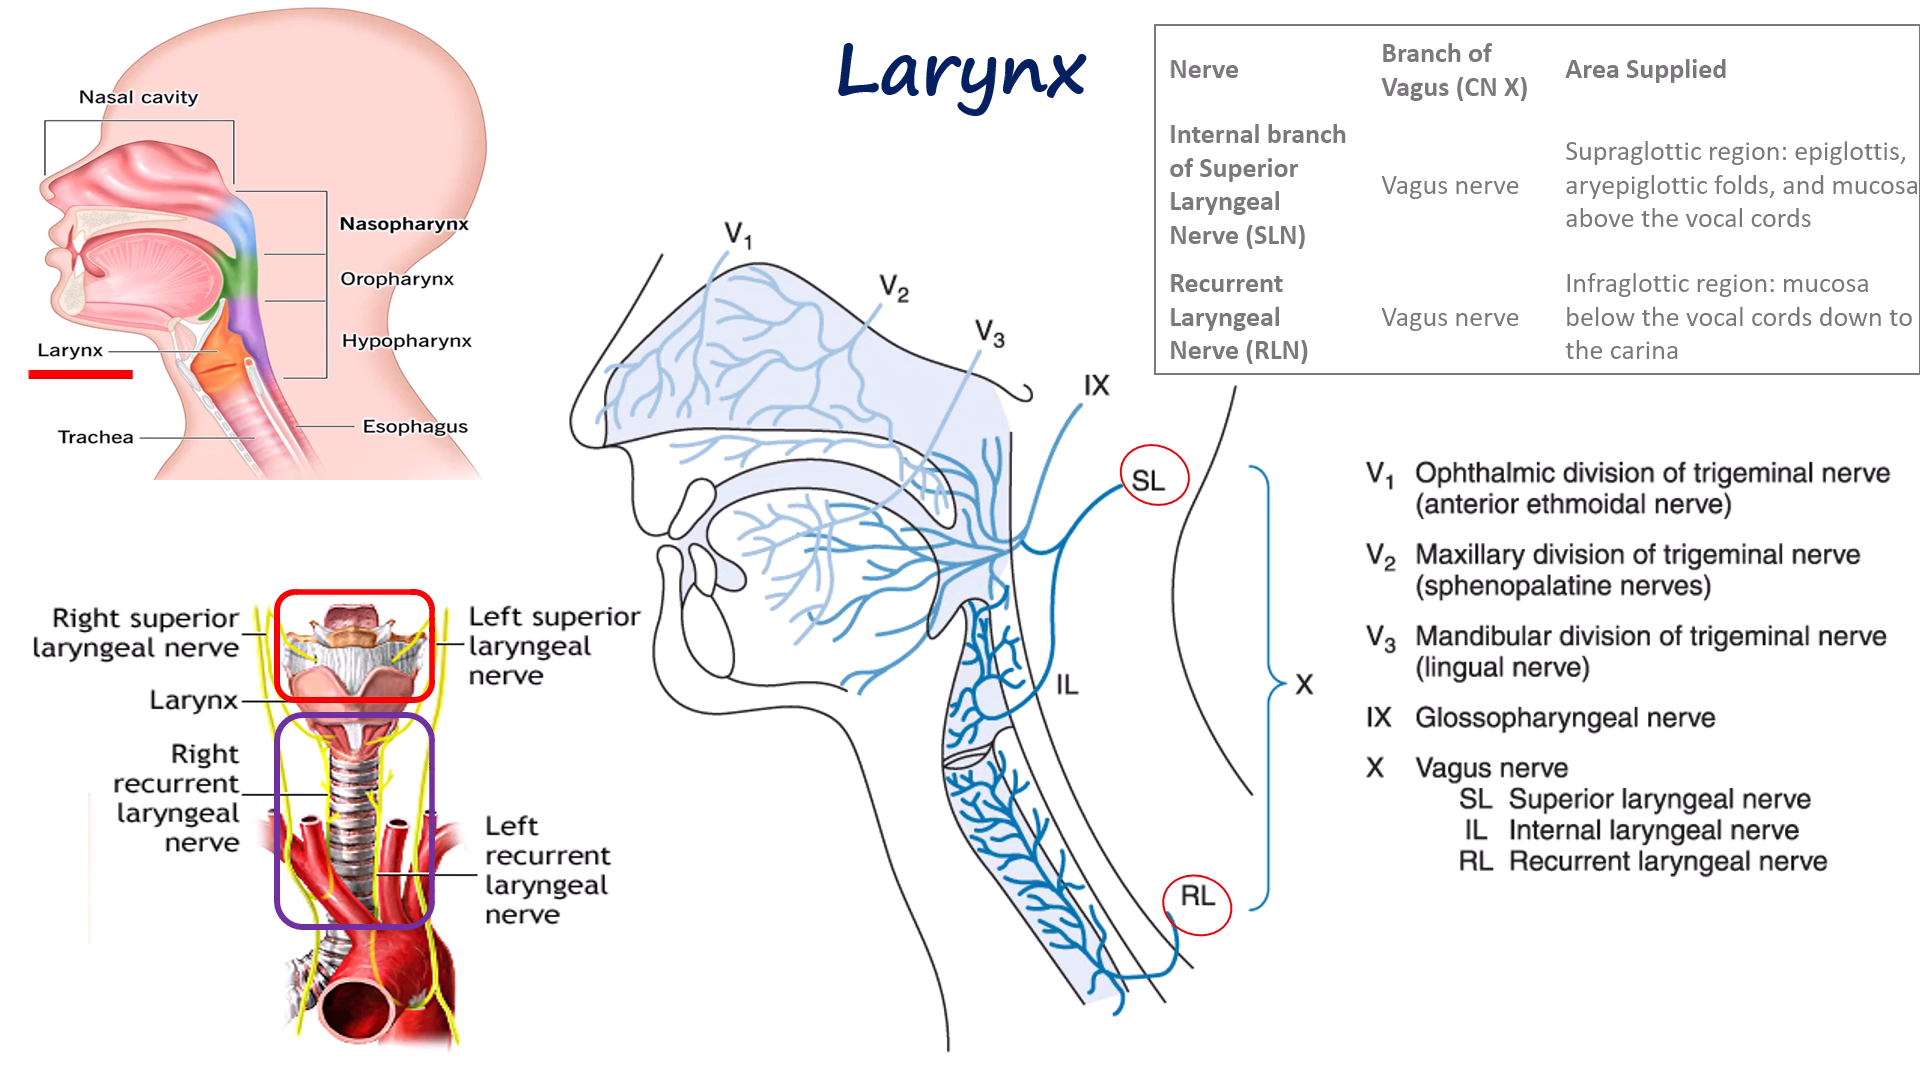 Larynx
Nerve
Branch of
Vagus (CN X)
Area Supplied
Internal branch
of Superior
Laryngeal
Nerve (SLN)
Vagus nerve
Supraglottic region: epiglottis,
aryepiglottic folds, and mucosa
above the vocal cords
Recurrent
Laryngeal
Nerve (RLN)
Vagus nerve
Infraglottic region: mucosa
below the vocal cords down to
the carina
Nasal cavity
Nasopharynx
Oropharynx
Hypopharynx
Larynx
Trachea
Esophagus
V1
V2
V3
IX
SL
IL
X
RL
V1 Ophthalmic division of trigeminal nerve
(anterior ethmoidal nerve)
V2 Maxillary division of trigeminal nerve
(sphenopalatine nerves)
V3 Mandibular division of trigeminal nerve
(lingual nerve)
IX Glossopharyngeal nerve
X Vagus nerve
SL Superior laryngeal nerve
IL Internal laryngeal nerve
RL Recurrent laryngeal nerve
Right superior
laryngeal nerve
Larynx
Right
recurrent
laryngeal
nerve
Left superior
laryngeal
nerve
Left
recurrent
laryngeal
nerve